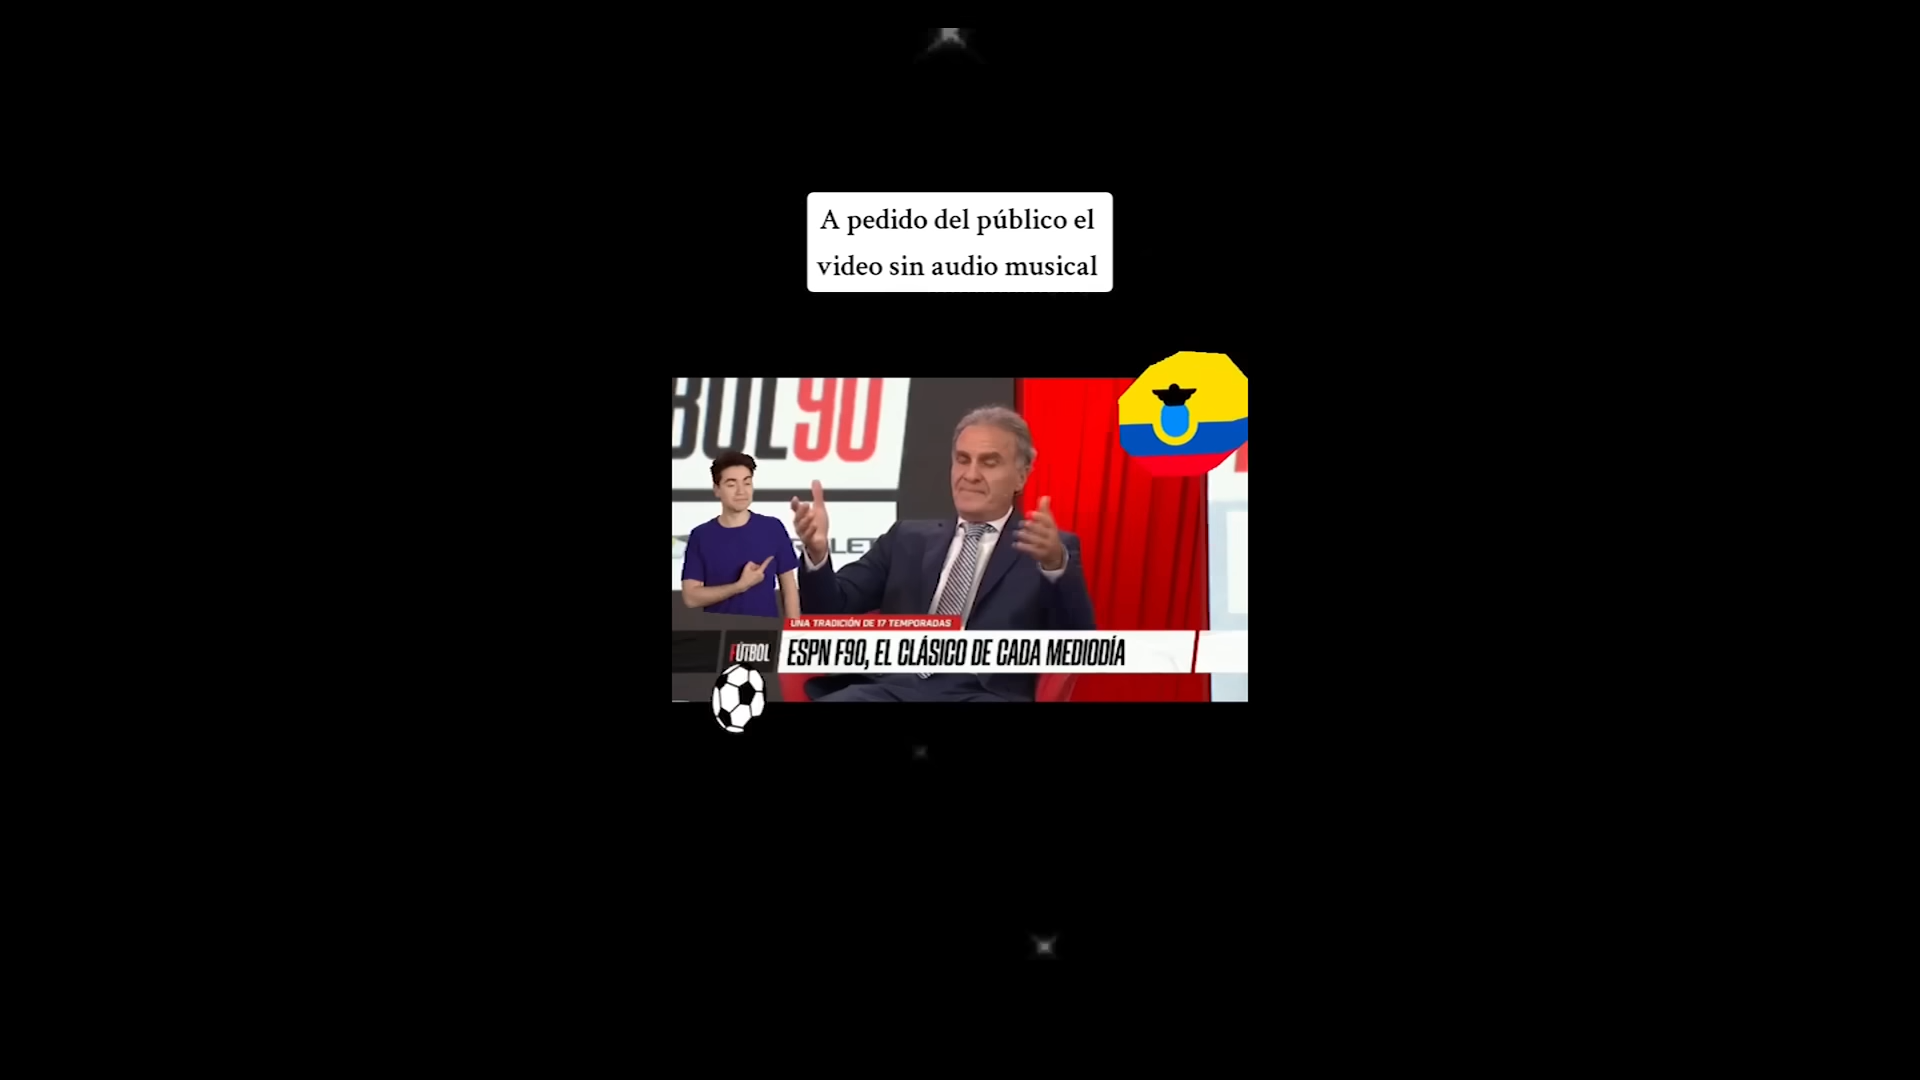 A pedido del público el
video sin audio musical
BOL90
UNA TRADICIÓN DE 17 TEMPORADAS
FÚTBOL
ESPN F90, EL CLÁSICO DE CADA MEDIODÍA